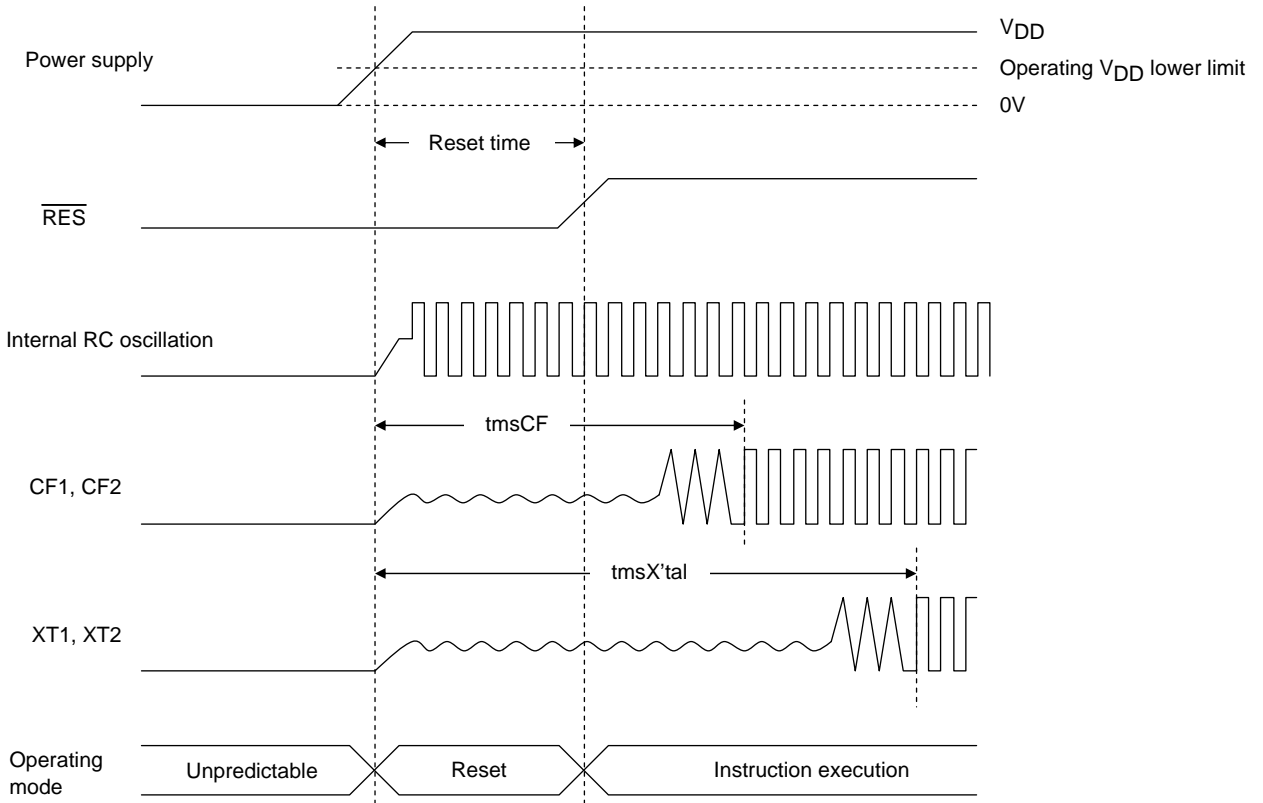 VDD
Power supply
Operating VDD lower limit
0V
Reset time
RES
Internal RC oscillation
tmsCF
CF1, CF2
tmsX'tal
XT1, XT2
Operating
mode
Unpredictable
Reset
Instruction execution